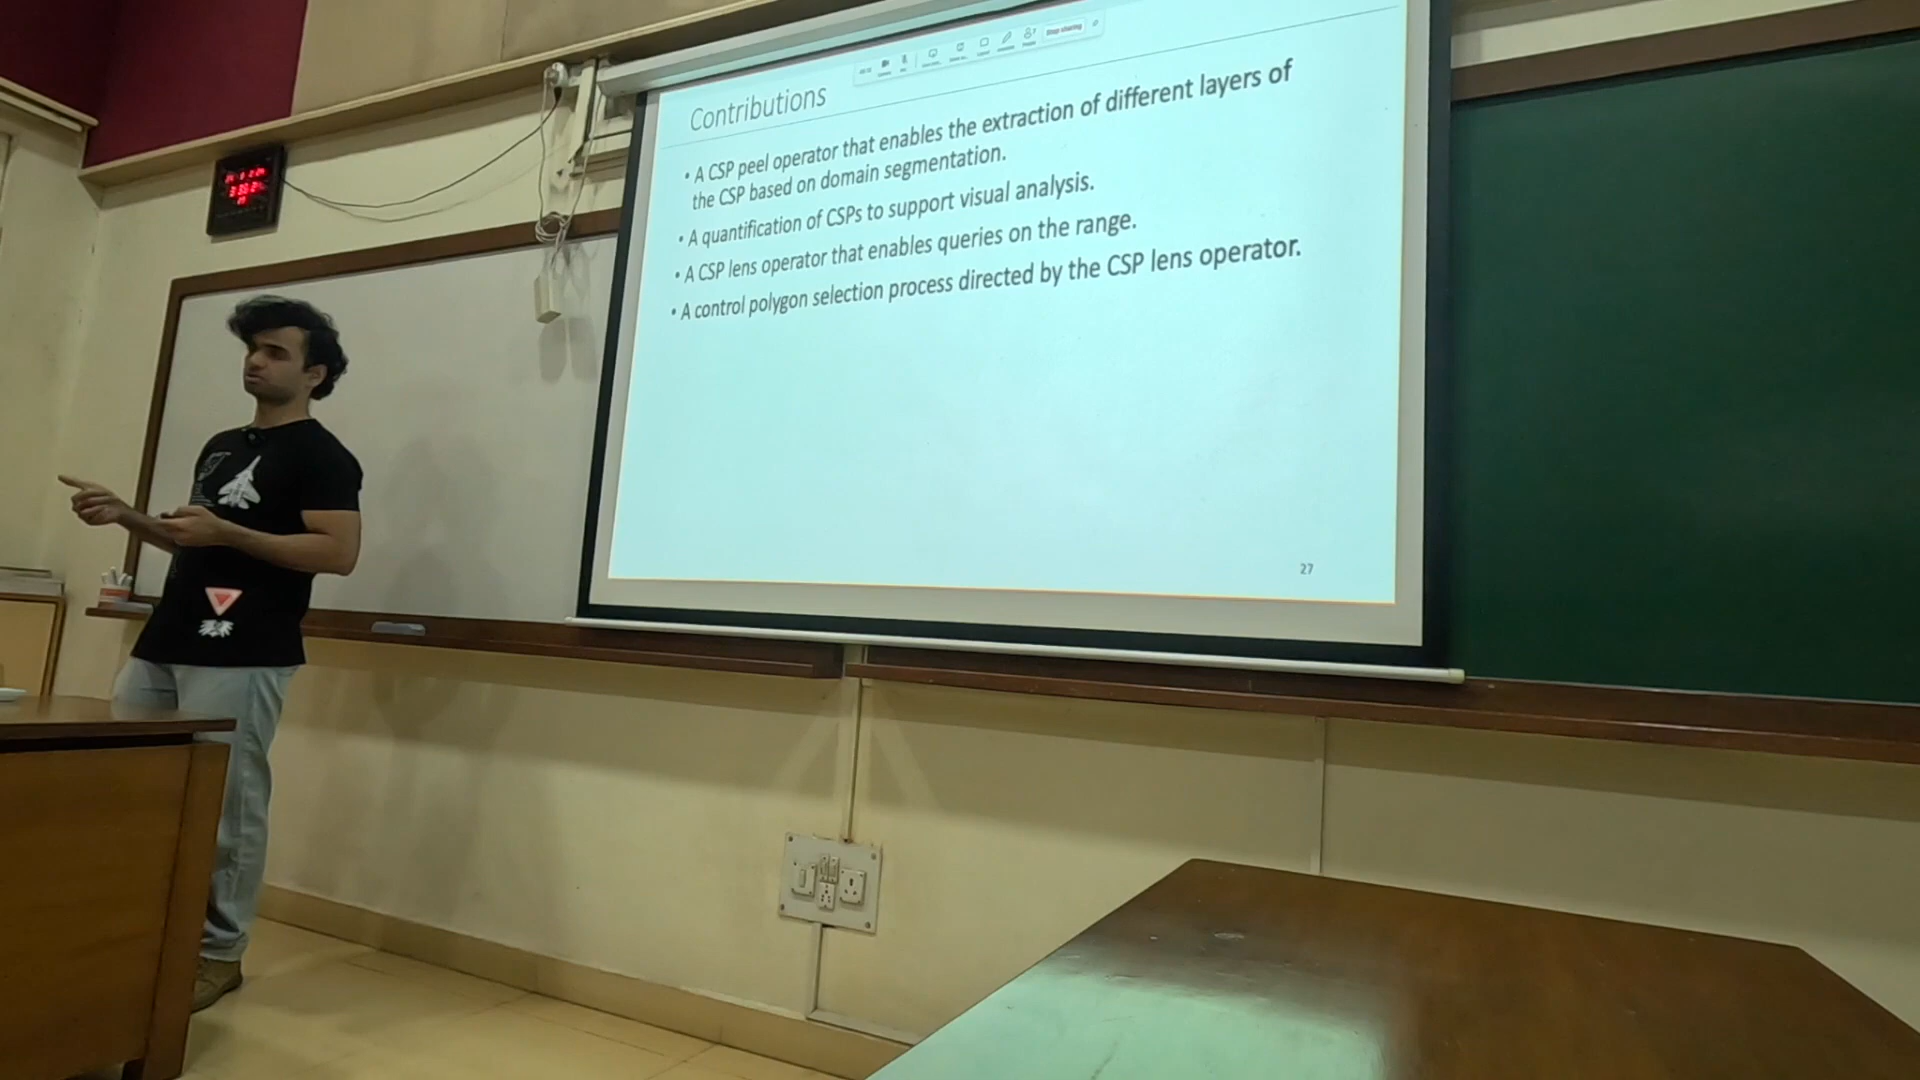 Stop sharing
Contributions
• A CSP peel operator that enables the extraction of different layers of
the CSP based on domain segmentation.
• A quantification of CSPs to support visual analysis.
• A CSP lens operator that enables queries on the range.
• A control polygon selection process directed by the CSP lens operator.
27